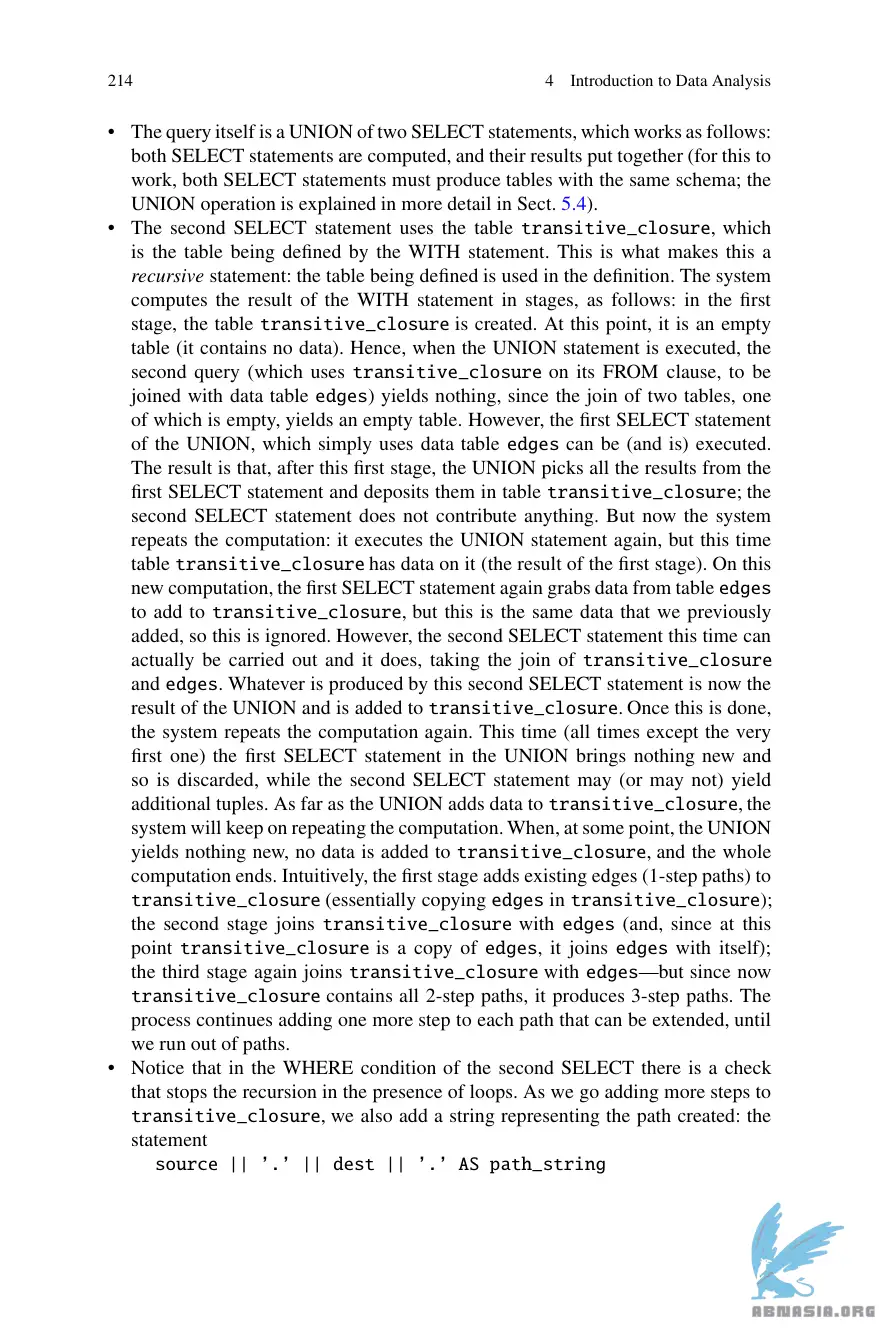 214
4 Introduction to Data Analysis
• The query itself is a UNION of two SELECT statements, which works as follows:
both SELECT statements are computed, and their results put together (for this to
work, both SELECT statements must produce tables with the same schema; the
UNION operation is explained in more detail in Sect. 5.4).
• The second SELECT statement uses the table transitive_closure, which
is the table being defined by the WITH statement. This is what makes this a
recursive statement: the table being defined is used in the definition. The system
computes the result of the WITH statement in stages, as follows: in the first
stage, the table transitive_closure is created. At this point, it is an empty
table (it contains no data). Hence, when the UNION statement is executed, the
second query (which uses transitive_closure on its FROM clause, to be
joined with data table edges) yields nothing, since the join of two tables, one
of which is empty, yields an empty table. However, the first SELECT statement
of the UNION, which simply uses data table edges can be (and is) executed.
The result is that, after this first stage, the UNION picks all the results from the
first SELECT statement and deposits them in table transitive_closure; the
second SELECT statement does not contribute anything. But now the system
repeats the computation: it executes the UNION statement again, but this time
table transitive_closure has data on it (the result of the first stage). On this
new computation, the first SELECT statement again grabs data from table edges
to add to transitive_closure, but this is the same data that we previously
added, so this is ignored. However, the second SELECT statement this time can
actually be carried out and it does, taking the join of transitive_closure
and edges. Whatever is produced by this second SELECT statement is now the
result of the UNION and is added to transitive_closure. Once this is done,
the system repeats the computation again. This time (all times except the very
first one) the first SELECT statement in the UNION brings nothing new and
so is discarded, while the second SELECT statement may (or may not) yield
additional tuples. As far as the UNION adds data to transitive_closure, the
system will keep on repeating the computation. When, at some point, the UNION
yields nothing new, no data is added to transitive_closure, and the whole
computation ends. Intuitively, the first stage adds existing edges (1-step paths) to
transitive_closure (essentially copying edges in transitive_closure);
the second stage joins transitive_closure with edges (and, since at this
point transitive_closure is a copy of edges, it joins edges with itself);
the third stage again joins transitive_closure with edges—but since now
transitive_closure contains all 2-step paths, it produces 3-step paths. The
process continues adding one more step to each path that can be extended, until
we run out of paths.
• Notice that in the WHERE condition of the second SELECT there is a check
that stops the recursion in the presence of loops. As we go adding more steps to
transitive_closure, we also add a string representing the path created: the
statement
source || ’.’ || dest || ’.’ AS path_string
ABNASIA.ORG